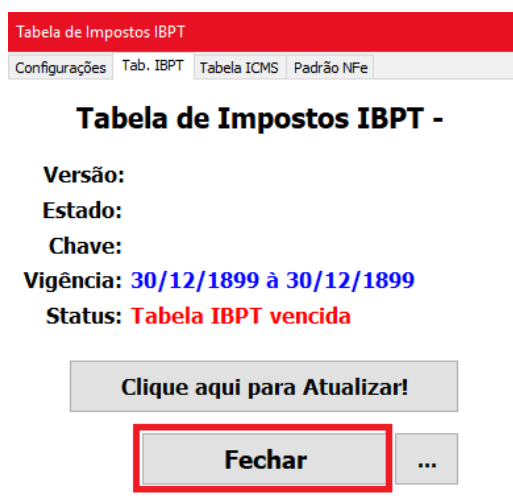 Tabela de Impostos IBPT
Configurações Tab. IBPT Tabela ICMS Padrão NFe
Tabela de Impostos IBPT -
Versão:
Estado:
Chave:
Vigência: 30/12/1899 à 30/12/1899
Status: Tabela IBPT vencida
Clique aqui para Atualizar!
Fechar ...